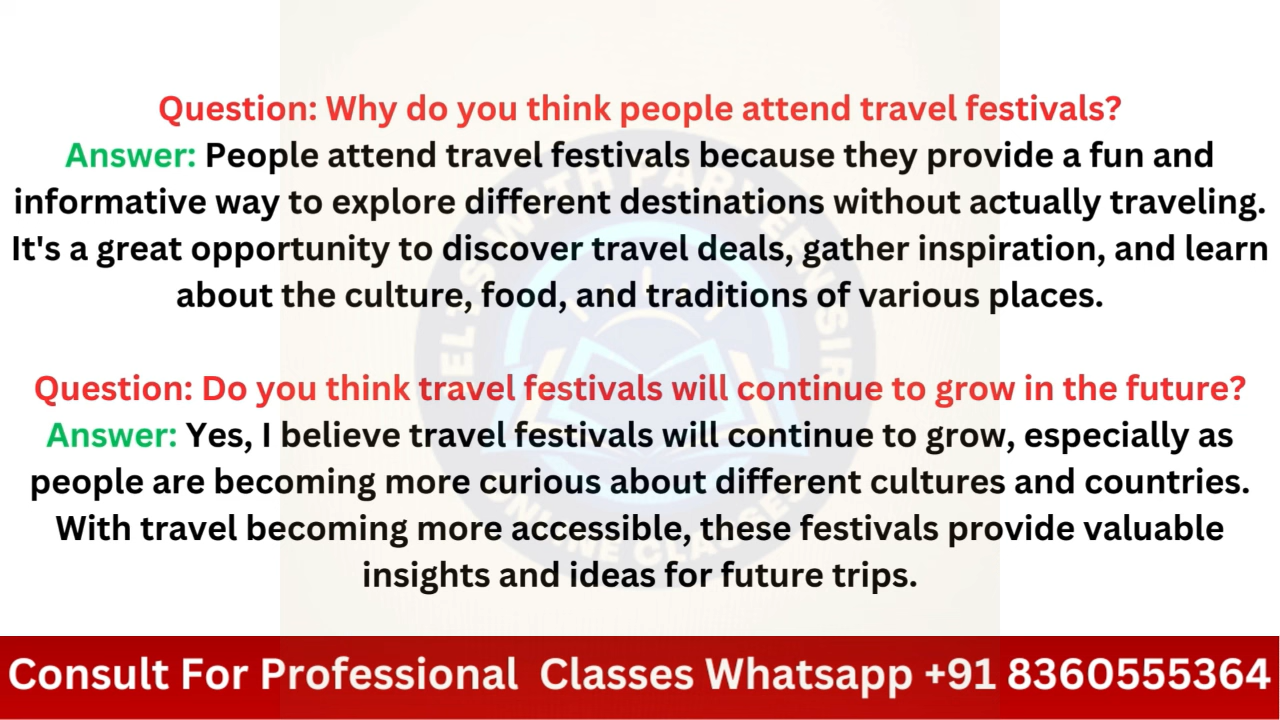 Question: Why do you think people attend travel festivals?
Answer: People attend travel festivals because they provide a fun and
informative way to explore different destinations without actually traveling.
It's a great opportunity to discover travel deals, gather inspiration, and learn
about the culture, food, and traditions of various places.
Question: Do you think travel festivals will continue to grow in the future?
Answer: Yes, I believe travel festivals will continue to grow, especially as
people are becoming more curious about different cultures and countries.
With travel becoming more accessible, these festivals provide valuable
insights and ideas for future trips.
ONLINE CLASSES
Consult For Professional Classes Whatsapp +91 8360555364